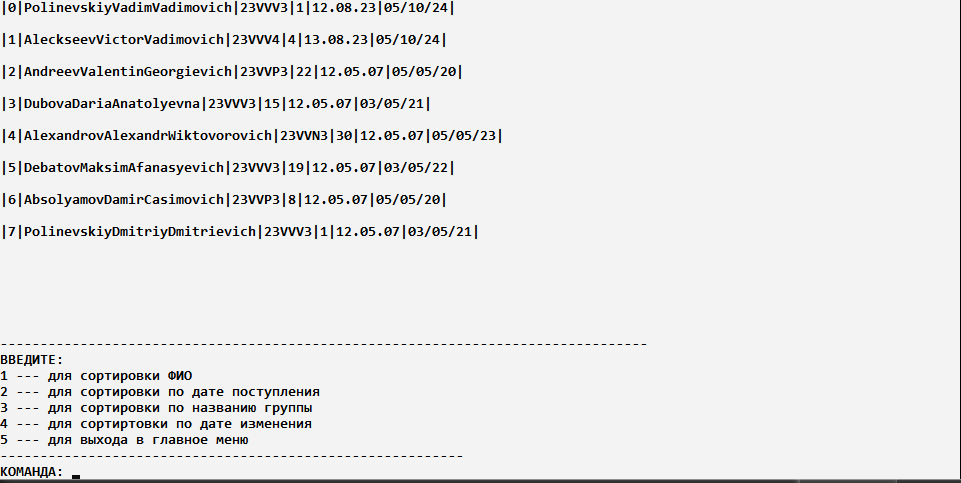 |0|PolinevskiyVadimVadimovich|23VVV3|1|12.08.23|05/10/24|
|1|AleckseevVictorVadimovich|23VVV4|4|13.08.23|05/10/24|
|2|AndreevValentinGeorgievich|23VVP3|22|12.05.07|05/05/20|
|3|DubovaDariaAnatolyevna|23VVV3|15|12.05.07|03/05/21|
|4|AlexandrovAlexandrWiktovorovich|23VVN3|30|12.05.07|05/05/23|
|5|DebatovMaksimAfanasyevich|23VVV3|19|12.05.07|03/05/22|
|6|AbsolyamovDamirCasimovich|23VVP3|8|12.05.07|05/05/20|
|7|PolinevskiyDmitriyDmitrievich|23VVV3|1|12.05.07|03/05/21|
---------------------------------------------------------------------------------
ВВЕДИТЕ:
1 --- для сортировки ФИО
2 --- для сортировки по дате поступления
3 --- для сортировки по названию группы
4 --- для сортиртовки по дате изменения
5 --- для выхода в главное меню
----------------------------------------------------------
КОМАНДА: _